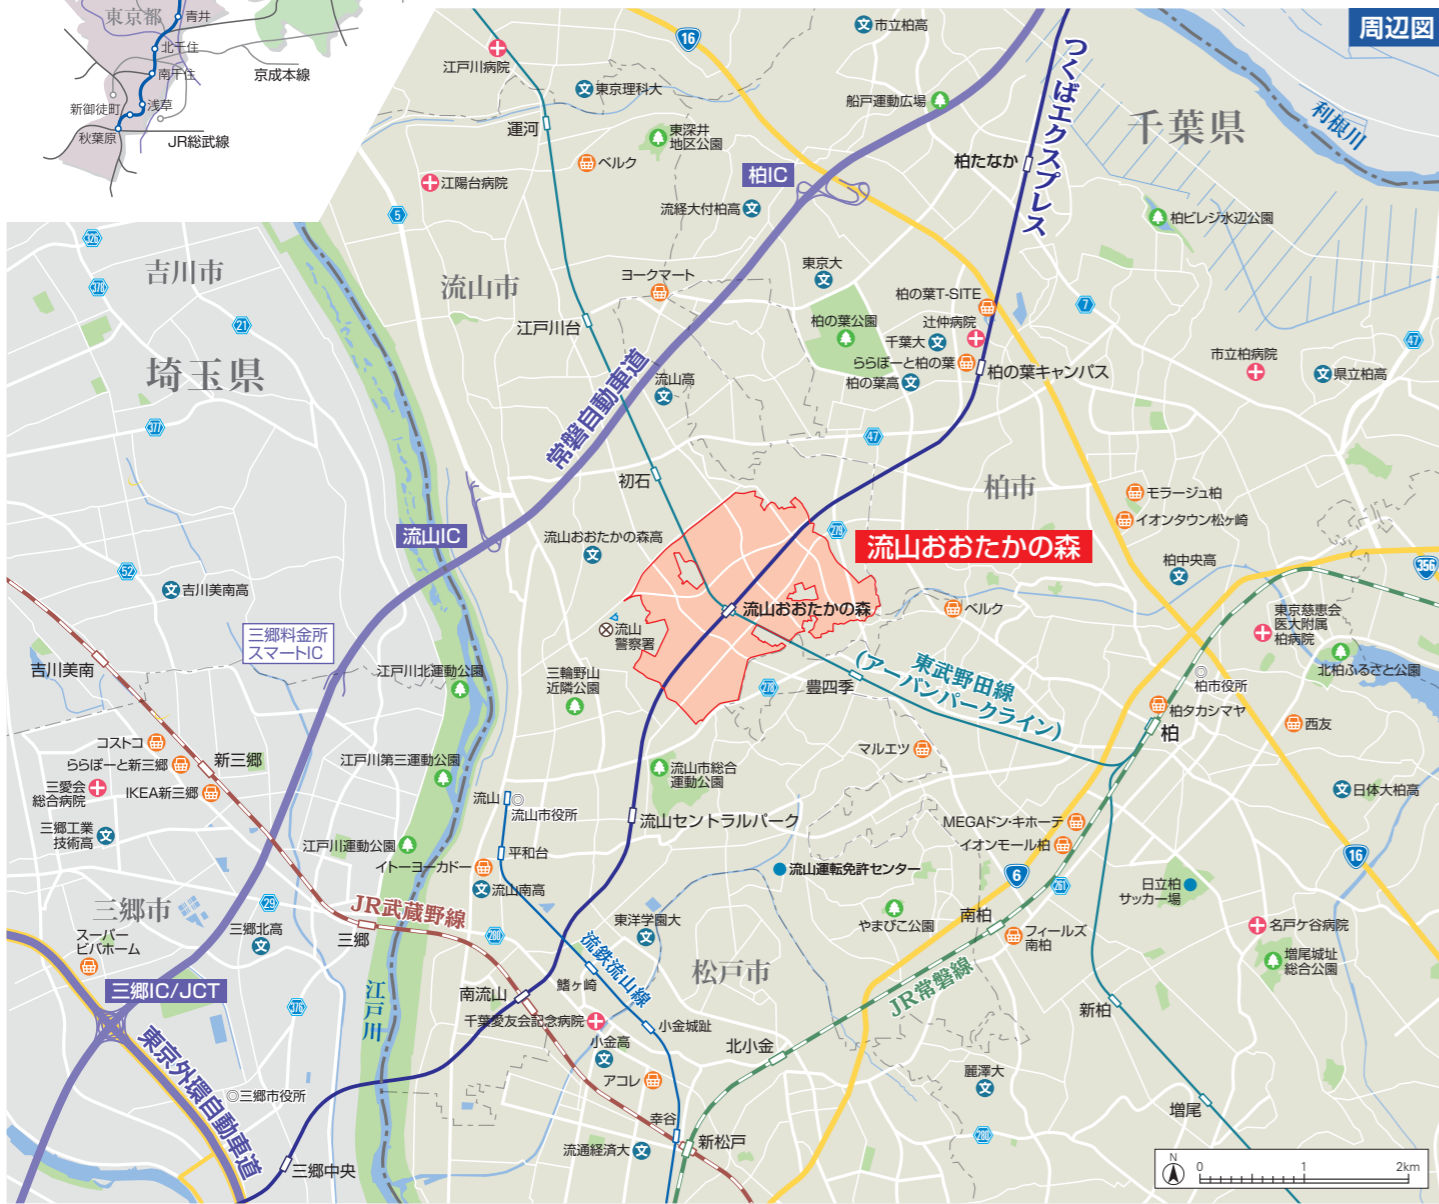 周辺図
東京都
青井
北千住
南千住
新御徒町
浅草
秋葉原
京成本線
JR総武線
16
市立柏高
江戸川病院
東京理科大
船戸運動広場
つくばエクスプレス
千葉県
利根川
運河
東深井
地区公園
ベルク
柏IC
柏たなか
江陽台病院
5
流経大付柏高
柏ビレジ水辺公園
326
吉川市
378
流山市
ヨークマート
東京大
柏の葉T-SITE
7
21
江戸川台
柏の葉公園
辻仲病院
千葉大
ららぽーと柏の葉
柏の葉高
柏の葉キャンパス
47
市立柏病院
県立柏高
埼玉県
流山高
常磐自動車道
377
47
初石
柏市
モラージュ柏
イオンタウン松ヶ崎
流山IC
流山おおたかの森高
279
流山おおたかの森
柏中央高
356
52
吉川美南高
流山おおたかの森
ベルク
東京慈恵会
医大附属
柏病院
三郷料金所
スマートIC
流山
警察署
吉川美南
江戸川北運動公園
三輪野山
近隣公園
278
豊四季
東武野田線
(アーバンパークライン)
北柏ふるさと公園
柏市役所
柏タカシマヤ
柏
西友
コストコ
ららぽーと新三郷
新三郷
江戸川第三運動公園
マルエツ
三愛会
総合病院
IKEA新三郷
流山市総合
運動公園
流山
流山市役所
流山セントラルパーク
日体大柏高
三郷工業
技術高
MEGAドン・キホーテ
イオンモール柏
江戸川運動公園
平和台
イトーヨーカドー
流山南高
流山運転免許センター
6
261
日立柏
サッカー場
16
三郷市
29
JR武蔵野線
三郷北高
三郷
280
東洋学園大
やまびこ公園
南柏
フィールズ
南柏
名戸ケ谷病院
スーパー
ビバホーム
流鉄流山線
増尾城址
総合公園
三郷IC/JCT
376
江戸川
南流山
鰭ヶ崎
松戸市
JR常磐線
新柏
千葉愛友会記念病院
小金城趾
小金高
北小金
東京外環自動車道
三郷市役所
アコレ
麗澤大
増尾
幸谷
新松戸
280
流通経済大
三郷中央
N
0 1 2km